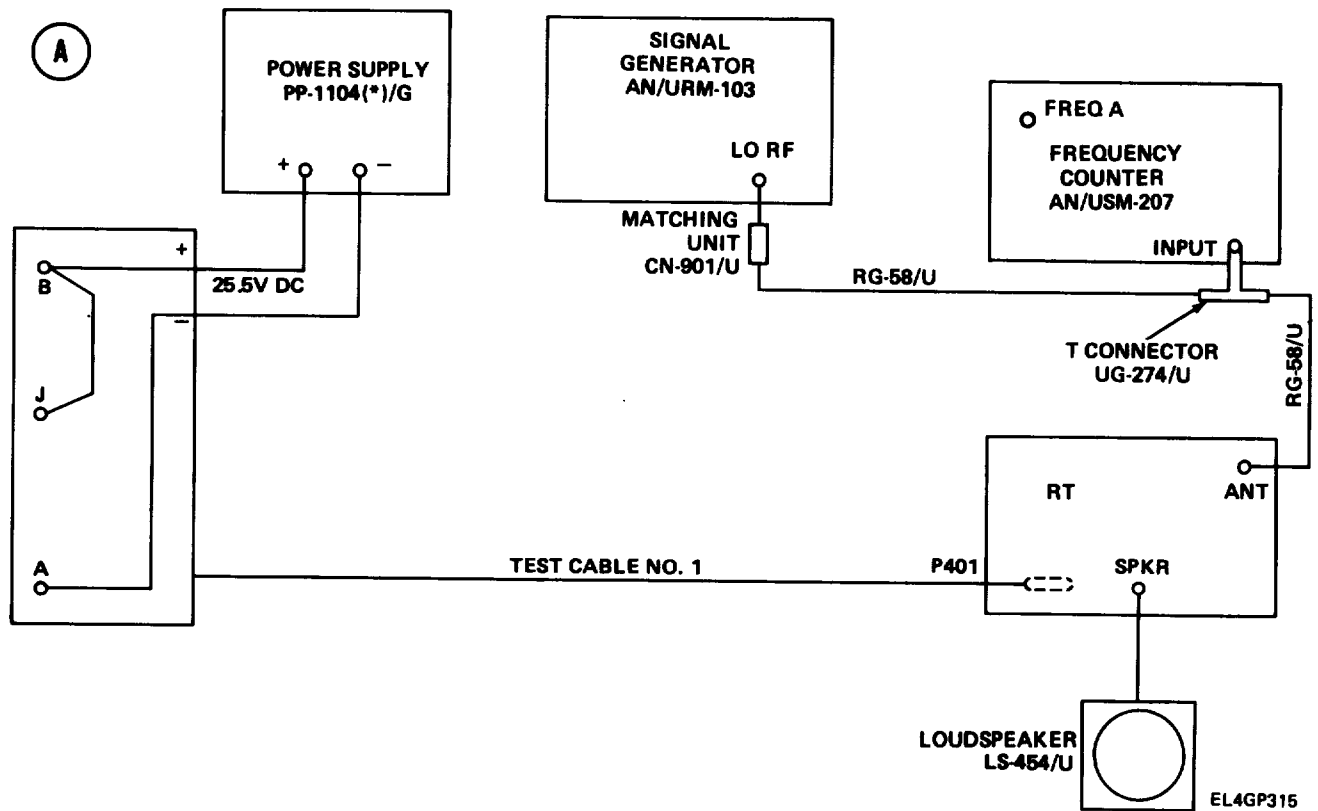 A
POWER SUPPLY
PP-1104(*)/G
+
−
SIGNAL
GENERATOR
AN/URM-103
LO RF
FREQ A
FREQUENCY
COUNTER
AN/USM-207
INPUT
MATCHING
UNIT
CN-901/U
RG-58/U
T CONNECTOR
UG-274/U
RG-58/U
+
B
25.5V DC
−
J
A
TEST CABLE NO. 1
P401
RT
ANT
SPKR
LOUDSPEAKER
LS-454/U
EL4GP315